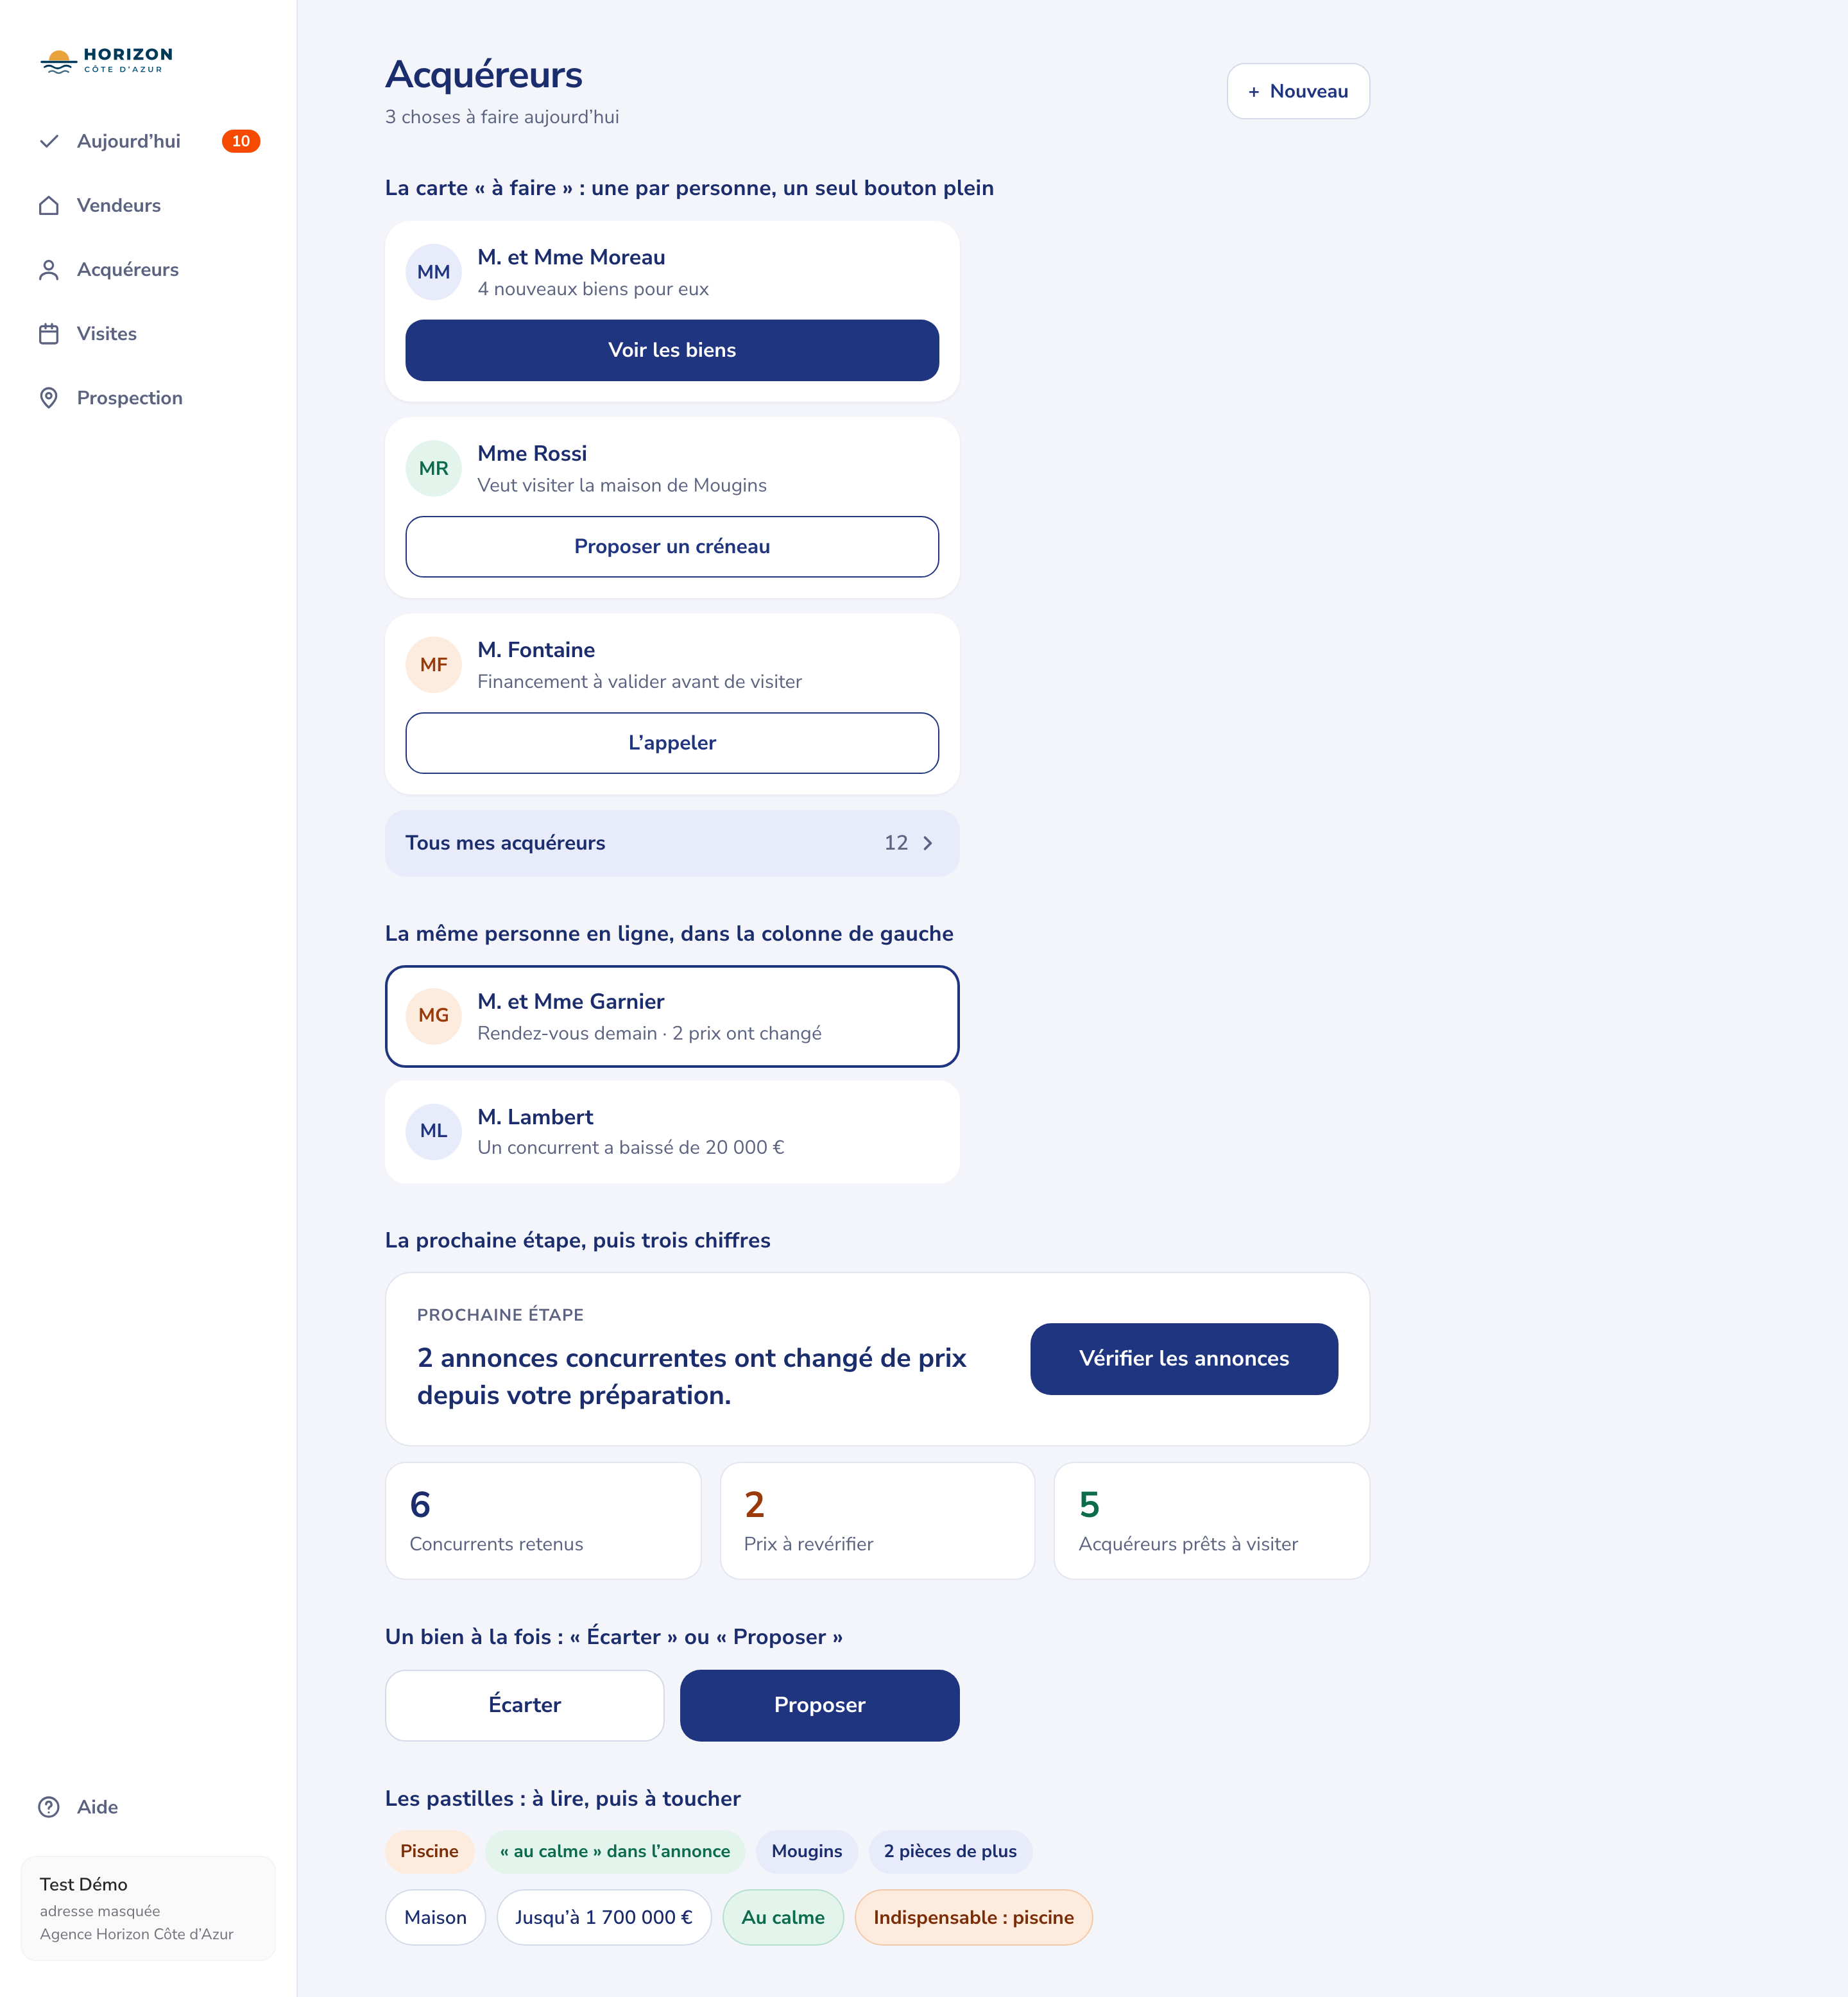 HORIZON
CÔTE D'AZUR
Aujourd’hui
10
Vendeurs
Acquéreurs
Visites
Prospection
Aide
Test Démo
adresse masquée
Agence Horizon Côte d’Azur
Acquéreurs
3 choses à faire aujourd’hui
+ Nouveau
La carte « à faire » : une par personne, un seul bouton plein
MM
M. et Mme Moreau
4 nouveaux biens pour eux
Voir les biens
MR
Mme Rossi
Veut visiter la maison de Mougins
Proposer un créneau
MF
M. Fontaine
Financement à valider avant de visiter
L’appeler
Tous mes acquéreurs
12
La même personne en ligne, dans la colonne de gauche
MG
M. et Mme Garnier
Rendez-vous demain · 2 prix ont changé
ML
M. Lambert
Un concurrent a baissé de 20 000 €
La prochaine étape, puis trois chiffres
PROCHAINE ÉTAPE
2 annonces concurrentes ont changé de prix
depuis votre préparation.
Vérifier les annonces
6
Concurrents retenus
2
Prix à revérifier
5
Acquéreurs prêts à visiter
Un bien à la fois : « Écarter » ou « Proposer »
Écarter
Proposer
Les pastilles : à lire, puis à toucher
Piscine
« au calme » dans l’annonce
Mougins
2 pièces de plus
Maison
Jusqu’à 1 700 000 €
Au calme
Indispensable : piscine